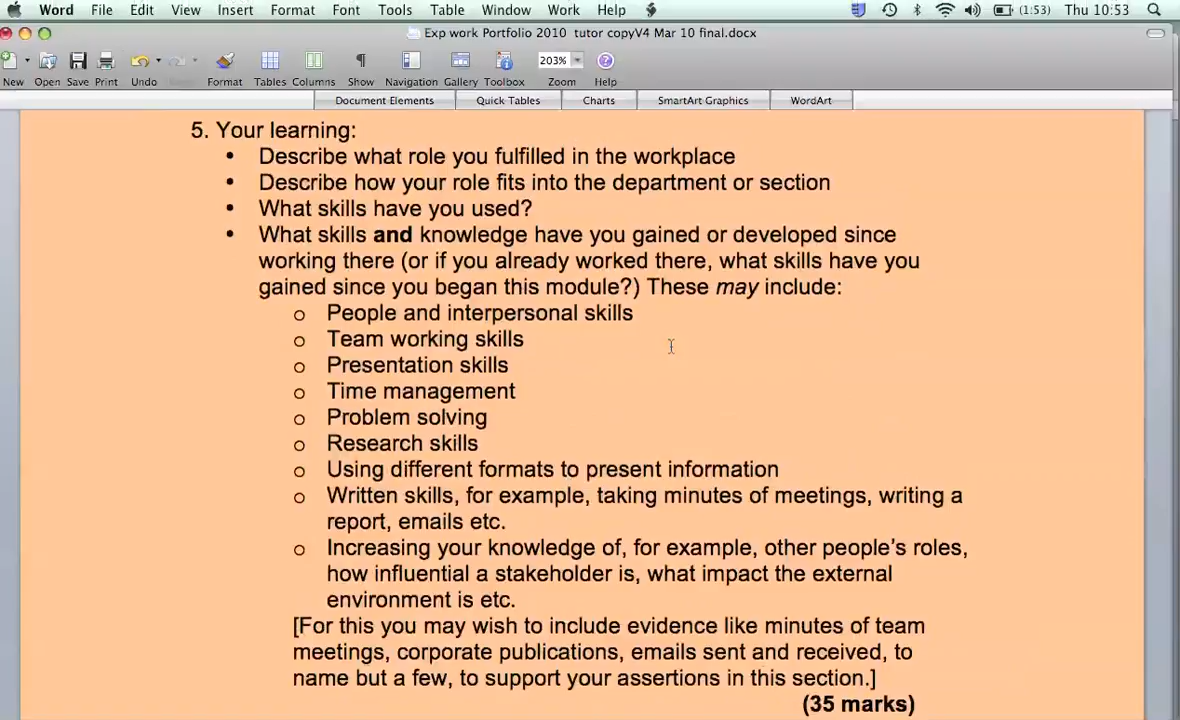 Word File Edit View Insert Format Font Tools Table Window Work Help (1:53) Thu 10:53
Exp work Portfolio 2010 tutor copyV4 Mar 10 final.docx
203%
New Open Save Print Undo Format Tables Columns Show Navigation Gallery Toolbox Zoom Help
Document Elements Quick Tables Charts SmartArt Graphics WordArt
5. Your learning:
• Describe what role you fulfilled in the workplace
• Describe how your role fits into the department or section
• What skills have you used?
• What skills and knowledge have you gained or developed since
working there (or if you already worked there, what skills have you
gained since you began this module?) These may include:
o People and interpersonal skills
o Team working skills
o Presentation skills
o Time management
o Problem solving
o Research skills
o Using different formats to present information
o Written skills, for example, taking minutes of meetings, writing a
report, emails etc.
o Increasing your knowledge of, for example, other people's roles,
how influential a stakeholder is, what impact the external
environment is etc.
[For this you may wish to include evidence like minutes of team
meetings, corporate publications, emails sent and received, to
name but a few, to support your assertions in this section.]
(35 marks)